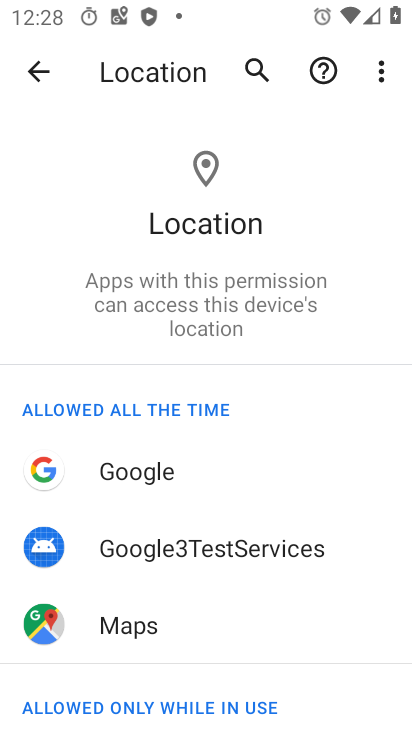 12:28
Location
Location
Apps with this permission
can access this device's
location
ALLOWED ALL THE TIME
Google
Google3TestServices
Maps
ALLOWED ONLY WHILE IN USE